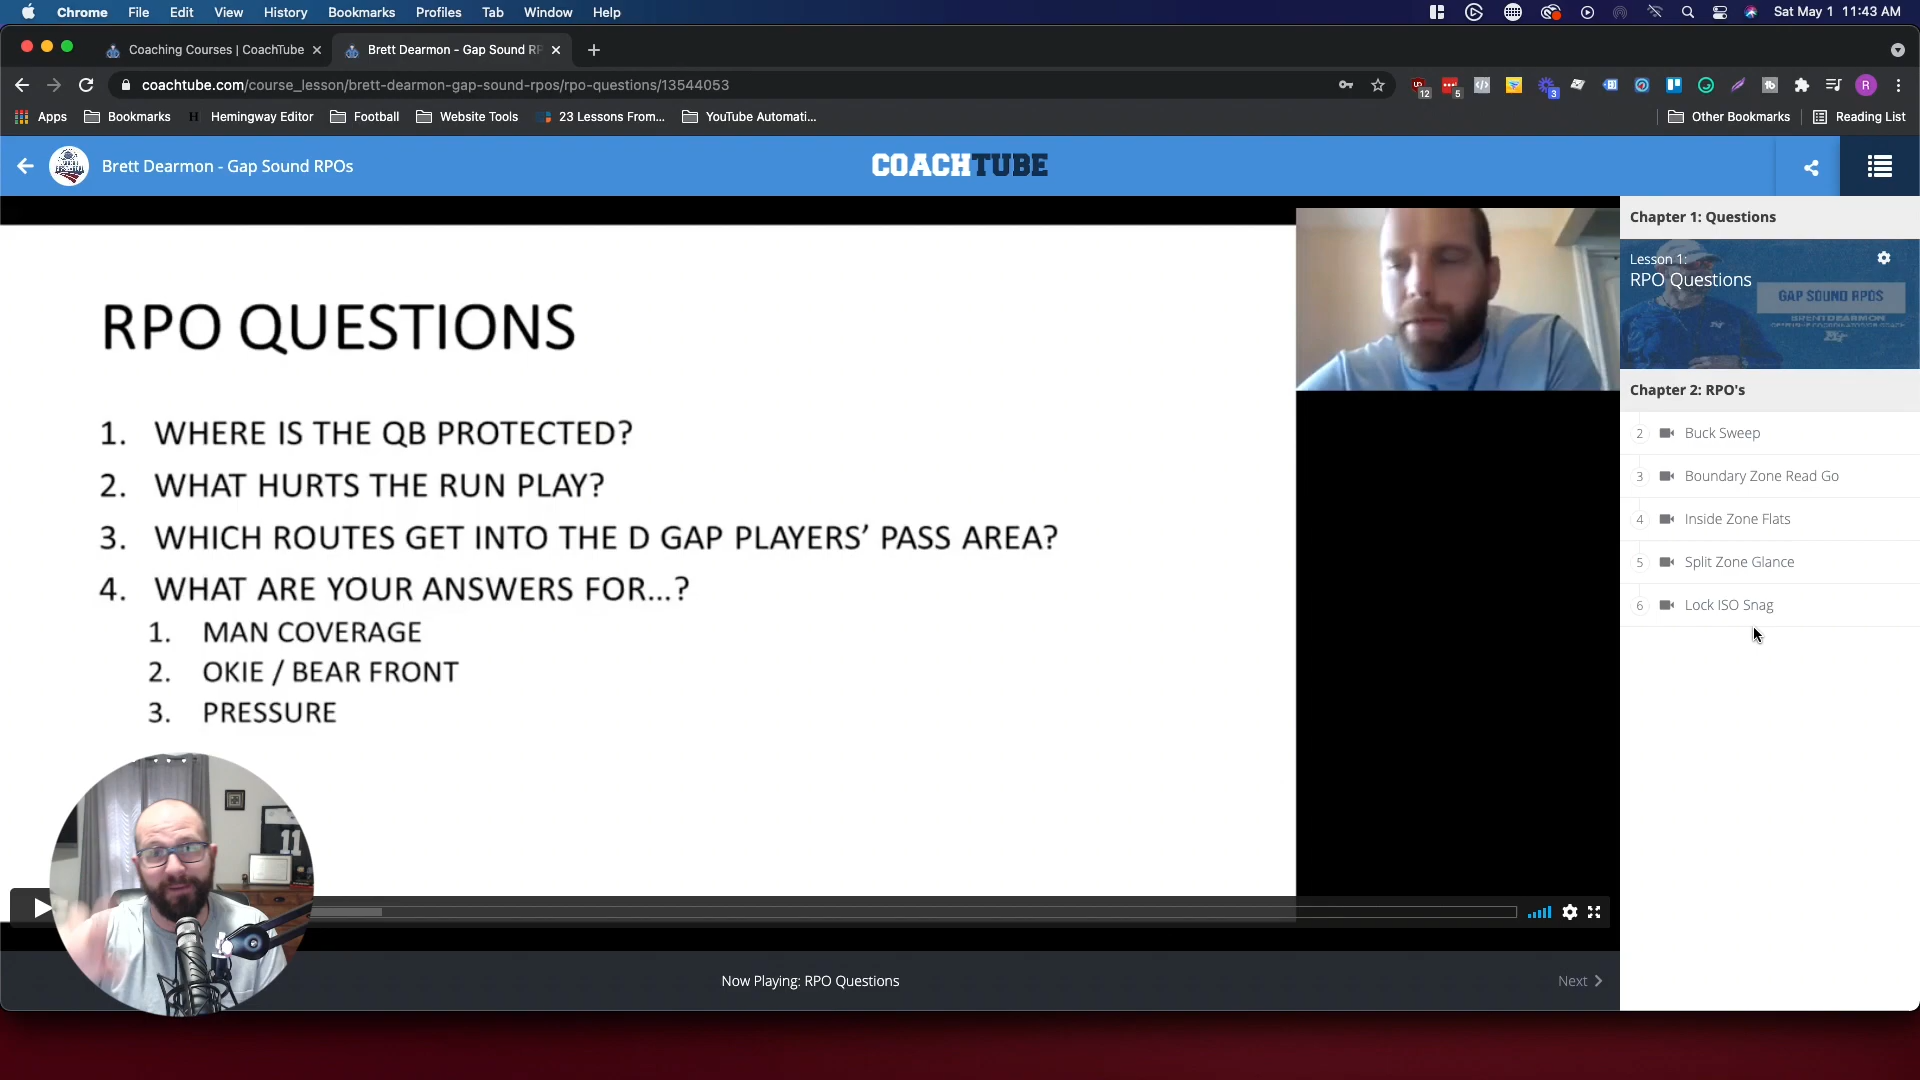 Chrome File Edit View History Bookmarks Profiles Tab Window Help Sat May 1 11:43 AM
Coaching Courses | CoachTube
Brett Dearmon - Gap Sound RP
coachtube.com/course_lesson/brett-dearmon-gap-sound-rpos/rpo-questions/13544053
12 5 3 R
Apps Bookmarks Hemingway Editor Football Website Tools 23 Lessons From... YouTube Automati... Other Bookmarks Reading List
Brett Dearmon - Gap Sound RPOs
COACHTUBE
RPO QUESTIONS
1. WHERE IS THE QB PROTECTED?
2. WHAT HURTS THE RUN PLAY?
3. WHICH ROUTES GET INTO THE D GAP PLAYERS' PASS AREA?
4. WHAT ARE YOUR ANSWERS FOR...?
1. MAN COVERAGE
2. OKIE / BEAR FRONT
3. PRESSURE
11
Now Playing: RPO Questions
Next
Chapter 1: Questions
Lesson 1:
RPO Questions
GAP SOUND RPOS
BRENT DEARMON
Chapter 2: RPO's
2 Buck Sweep
3 Boundary Zone Read Go
4 Inside Zone Flats
5 Split Zone Glance
6 Lock ISO Snag